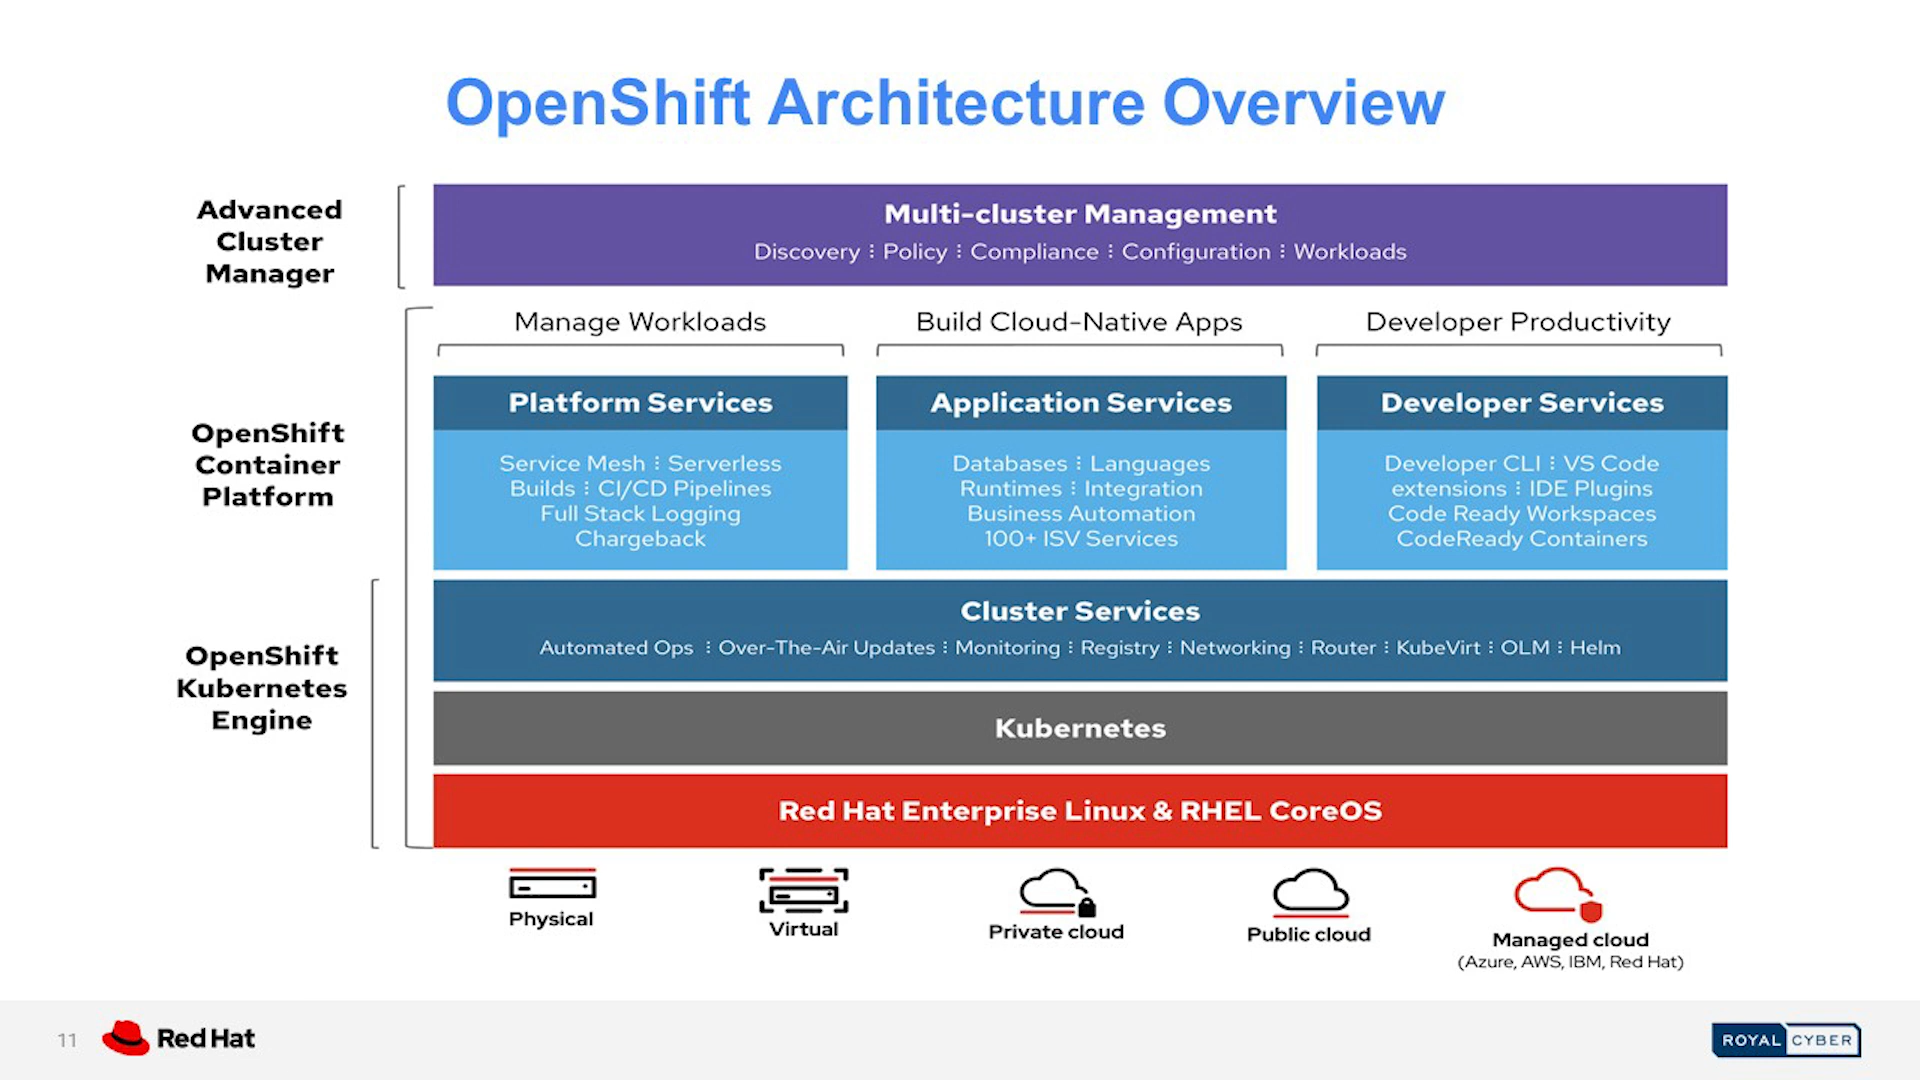 OpenShift Architecture Overview
Advanced
Cluster
Manager
Multi-cluster Management
Discovery ⋮ Policy ⋮ Compliance ⋮ Configuration ⋮ Workloads
Manage Workloads
Build Cloud-Native Apps
Developer Productivity
OpenShift
Container
Platform
Platform Services
Service Mesh ⋮ Serverless
Builds ⋮ CI/CD Pipelines
Full Stack Logging
Chargeback
Application Services
Databases ⋮ Languages
Runtimes ⋮ Integration
Business Automation
100+ ISV Services
Developer Services
Developer CLI ⋮ VS Code
extensions ⋮ IDE Plugins
Code Ready Workspaces
CodeReady Containers
OpenShift
Kubernetes
Engine
Cluster Services
Automated Ops ⋮ Over-The-Air Updates ⋮ Monitoring ⋮ Registry ⋮ Networking ⋮ Router ⋮ KubeVirt ⋮ OLM ⋮ Helm
Kubernetes
Red Hat Enterprise Linux & RHEL CoreOS
Physical
Virtual
Private cloud
Public cloud
Managed cloud
(Azure, AWS, IBM, Red Hat)
11
Red Hat
ROYAL CYBER